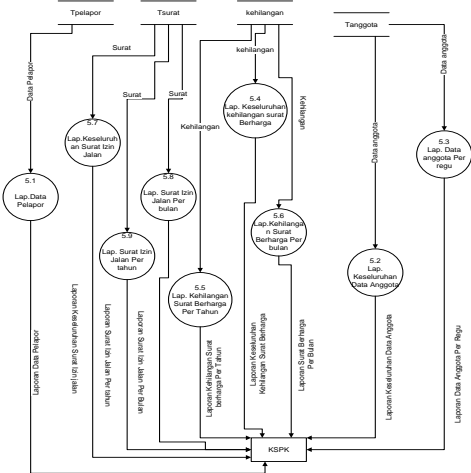 Tpelapor
Tsurat
kehilangan
Tanggota
Data Pelapor
Surat
Surat
Surat
Kehilangan
kehilangan
Kehilangan
Data anggota
Data anggota
5.1
Lap.Data
Pelapor
5.7
Lap.Keseluruh
an Surat Izin
Jalan
5.9
Lap. Surat Izin
Jalan Per
tahun
5.8
Lap. Surat Izin
Jalan Per
bulan
5.5
Lap. Kehilangan
Surat Berharga
Per Tahun
5.4
Lap. Keseluruhan
kehilangan surat
Berharga
5.6
Lap.Kehilanga
n Surat
Berharga Per
bulan
5.2
Lap.
Keseluruhan
Data Anggota
5.3
Lap. Data
anggota Per
regu
Laporan Data Pelapor
Laporan Keseluruhan Surat Izin jalan
Laporan Surat Izin Jalan Per tahun
Laporan Surat Izin Jalan Per Bulan
Laporan Kehilangan Surat
berharga Per Tahun
Laporan Keseluruhan
Kehilangan Surat Berharga
Laporan Surat Berharga
Per Bulan
Laporan Keseluruhan Data Anggota
Laporan Data Anggota Per Regu
KSPK